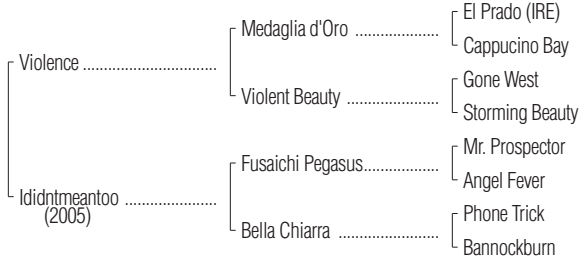 El Prado (IRE)
Medaglia d'Oro ....................
Cappucino Bay
Violence ................................
Gone West
Violent Beauty ......................
Storming Beauty
Mr. Prospector
Fusaichi Pegasus..................
Angel Fever
Ididntmeantoo ......................
(2005)
Phone Trick
Bella Chiarra ........................
Bannockburn